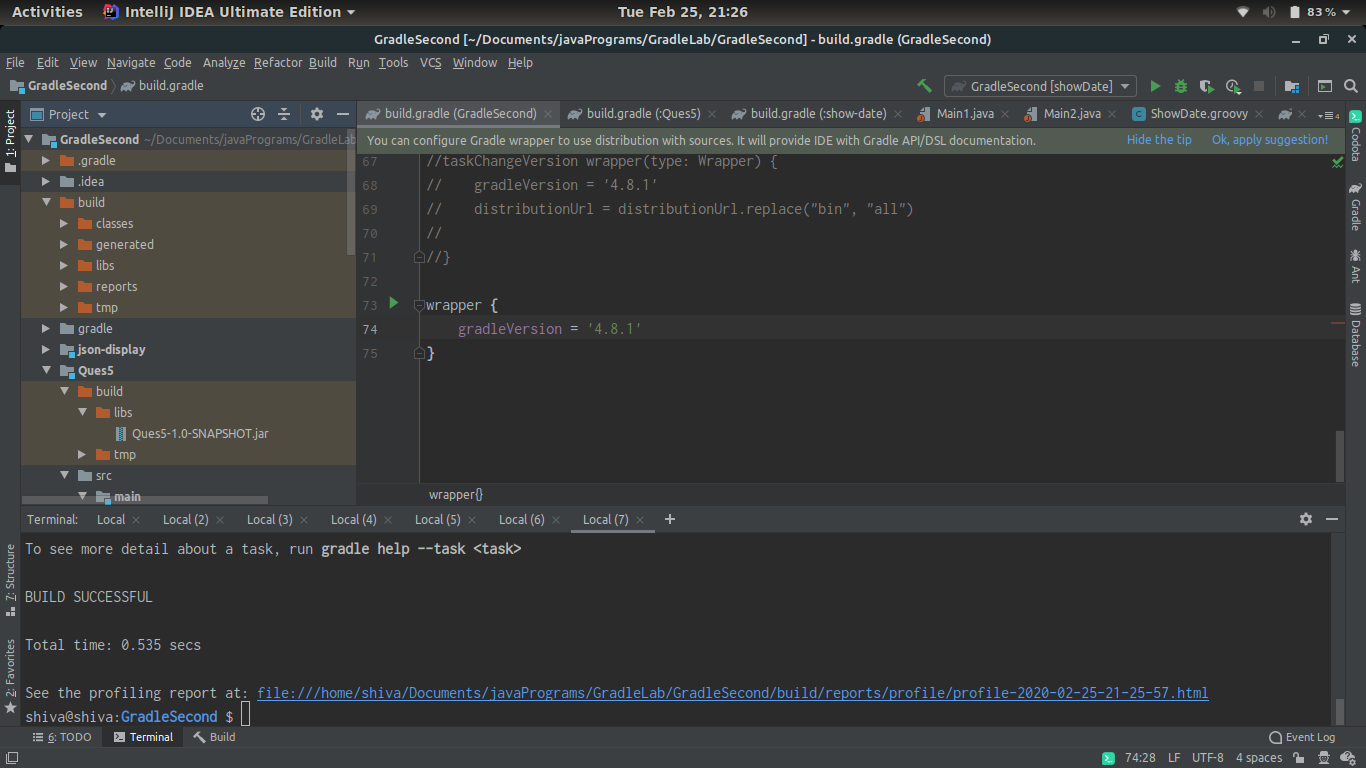 Activities IntelliJ IDEA Ultimate Edition Tue Feb 25, 21:26 83 %
GradleSecond [~/Documents/javaPrograms/GradleLab/GradleSecond] - build.gradle (GradleSecond)
File Edit View Navigate Code Analyze Refactor Build Run Tools VCS Window Help
GradleSecond build.gradle GradleSecond [showDate]
Project build.gradle (GradleSecond) build.gradle (:Ques5) build.gradle (:show-date) Main1.java Main2.java ShowDate.groovy 4
1: Project
7: Structure
2: Favorites
GradleSecond ~/Documents/javaPrograms/GradleLab
.gradle
.idea
build
classes
generated
libs
reports
tmp
gradle
json-display
Ques5
build
libs
Ques5-1.0-SNAPSHOT.jar
tmp
src
main
You can configure Gradle wrapper to use distribution with sources. It will provide IDE with Gradle API/DSL documentation. Hide the tip Ok, apply suggestion!
67 //taskChangeVersion wrapper(type: Wrapper) {
68 //    gradleVersion = '4.8.1'
69 //    distributionUrl = distributionUrl.replace("bin", "all")
70 //
71 //}
72
73 wrapper {
74     gradleVersion = '4.8.1'
75 }
wrapper{}
Codota
Gradle
Ant
Database
Terminal: Local Local (2) Local (3) Local (4) Local (5) Local (6) Local (7)
To see more detail about a task, run gradle help --task <task>
BUILD SUCCESSFUL
Total time: 0.535 secs
See the profiling report at: file:///home/shiva/Documents/javaPrograms/GradleLab/GradleSecond/build/reports/profile/profile-2020-02-25-21-25-57.html
shiva@shiva:GradleSecond $
6: TODO Terminal Build Event Log
74:28 LF UTF-8 4 spaces